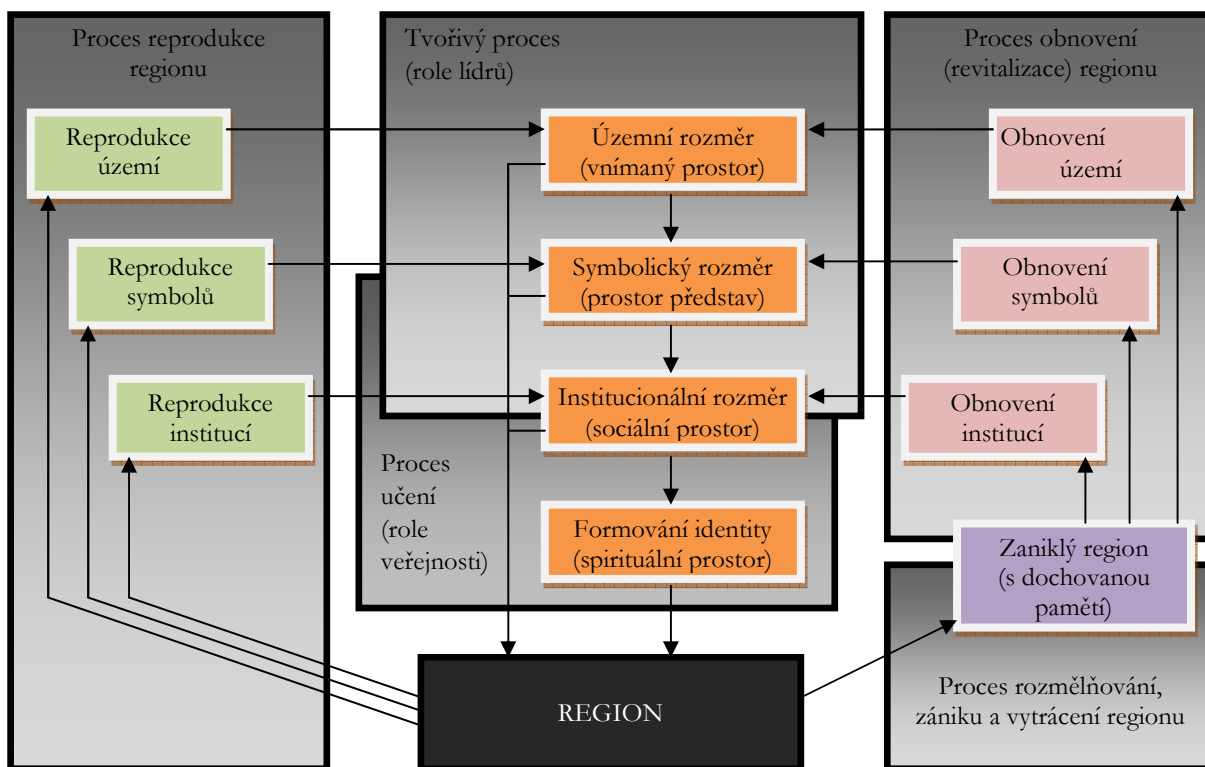 Proces reprodukce
regionu
Reprodukce
území
Reprodukce
symbolů
Reprodukce
institucí
Tvořivý proces
(role lídrů)
Územní rozměr
(vnímaný prostor)
Symbolický rozměr
(prostor představ)
Institucionální rozměr
(sociální prostor)
Proces
učení
(role
veřejnosti)
Formování identity
(spirituální prostor)
REGION
Proces obnovení
(revitalizace) regionu
Obnovení
území
Obnovení
symbolů
Obnovení
institucí
Zaniklý region
(s dochovanou
pamětí)
Proces rozmělňování,
zániku a vytrácení regionu